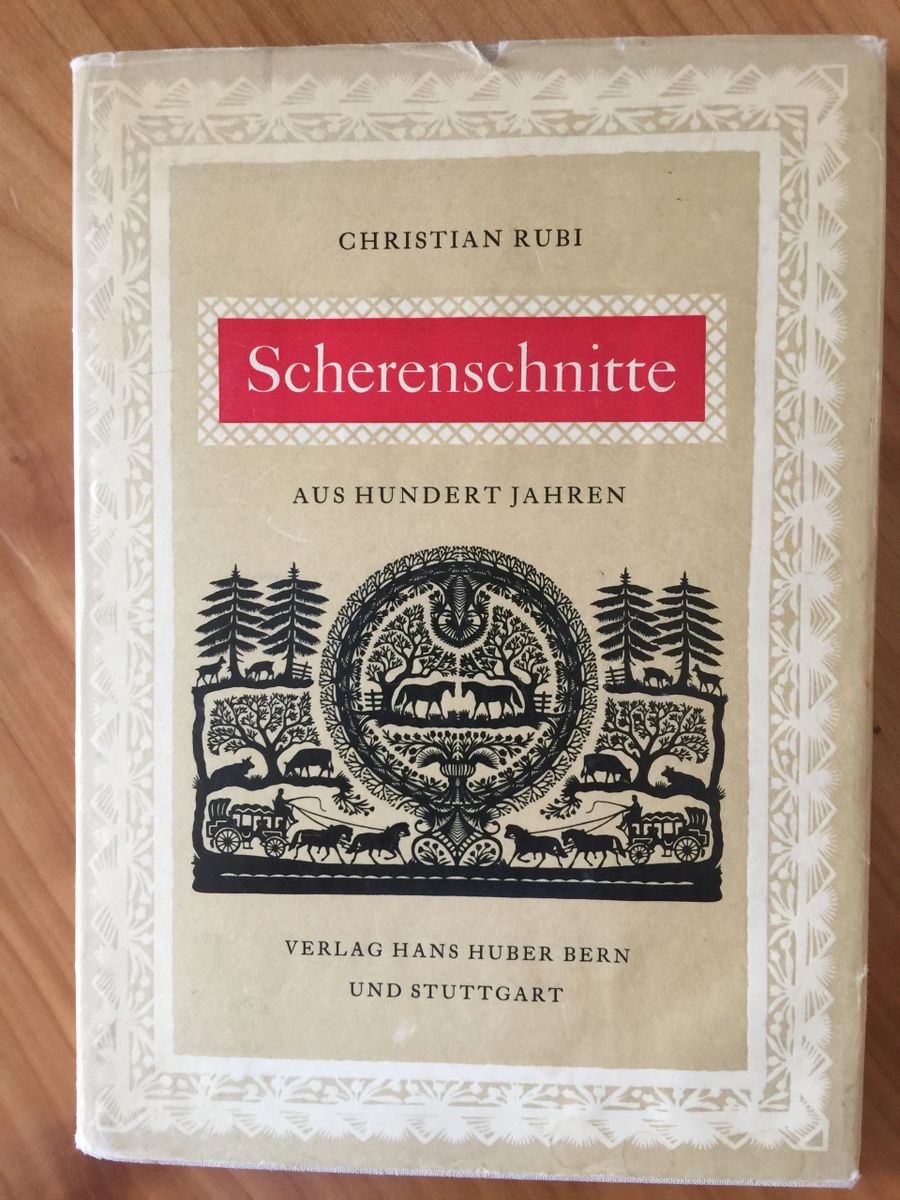 CHRISTIAN RUBI
Scherenschnitte
AUS HUNDERT JAHREN
VERLAG HANS HUBER BERN
UND STUTTGART